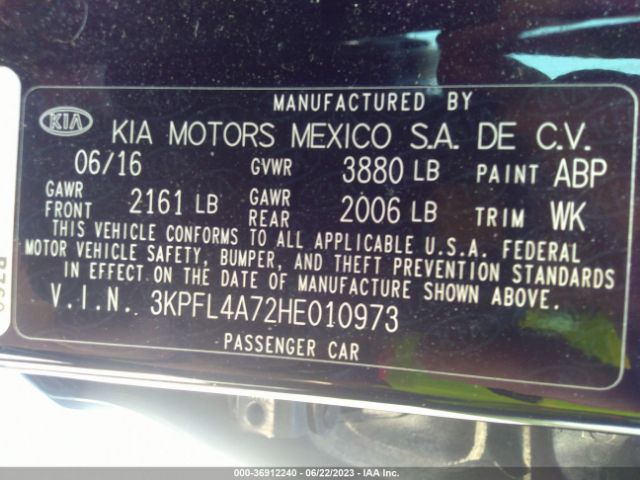 MANUFACTURED BY
KIA KIA MOTORS MEXICO S.A. DE C.V.
06/16 GVWR 3880 LB PAINT ABP
GAWR FRONT 2161 LB GAWR REAR 2006 LB TRIM WK
THIS VEHICLE CONFORMS TO ALL APPLICABLE U.S.A. FEDERAL
MOTOR VEHICLE SAFETY, BUMPER, AND THEFT PREVENTION STANDARDS
IN EFFECT ON THE DATE OF MANUFACTURE SHOWN ABOVE.
V.I.N. 3KPFL4A72HE010973
PASSENGER CAR
000-36912240 - 06/22/2023 - IAA Inc.